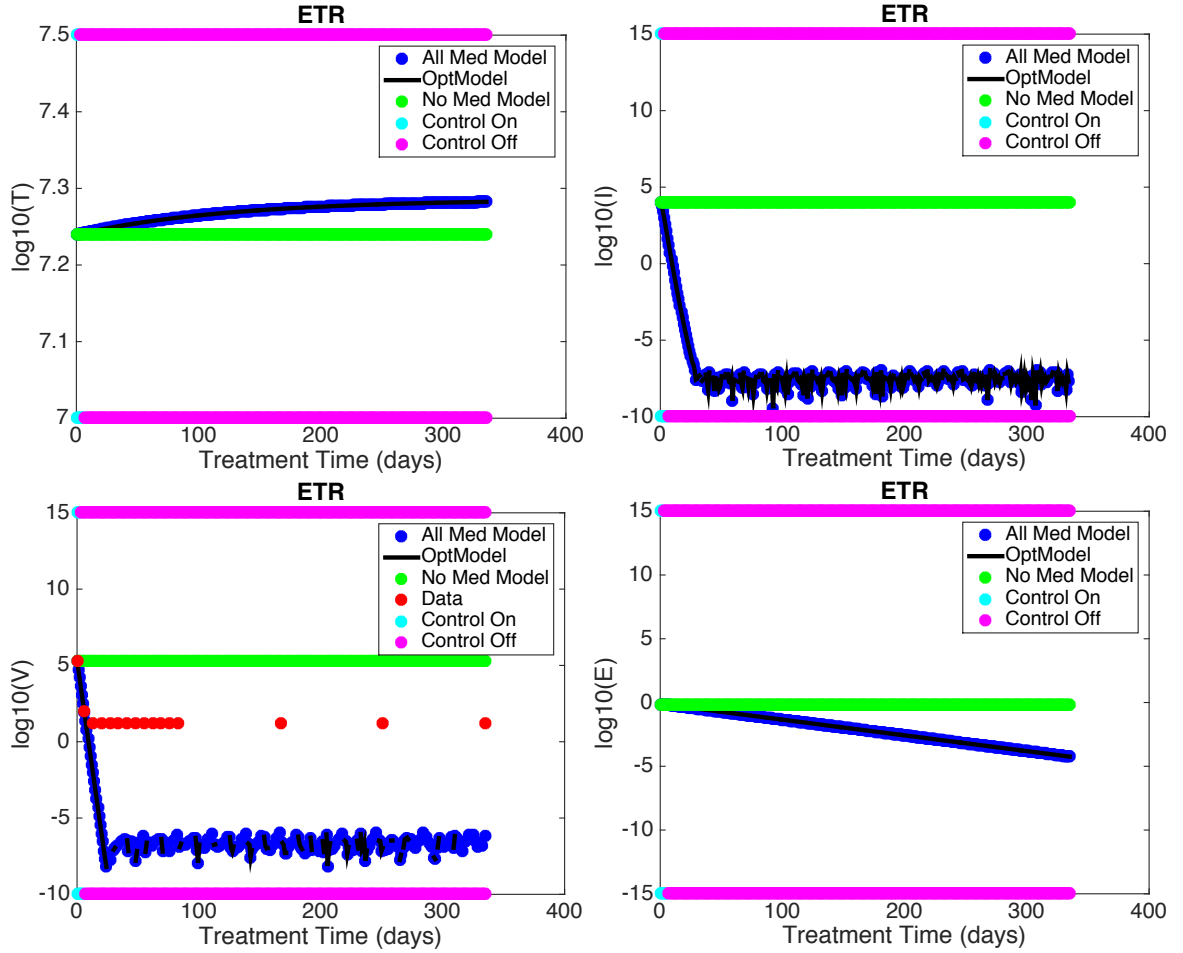 ETR
7.5
7.4
7.3
7.2
7.1
7
log10(T)
0
100
200
300
400
Treatment Time (days)
All Med Model
OptModel
No Med Model
Control On
Control Off
ETR
15
10
5
0
-5
-10
log10(I)
0
100
200
300
400
Treatment Time (days)
All Med Model
OptModel
No Med Model
Control On
Control Off
ETR
15
10
5
0
-5
-10
log10(V)
0
100
200
300
400
Treatment Time (days)
All Med Model
OptModel
No Med Model
Data
Control On
Control Off
ETR
15
10
5
0
-5
-10
-15
log10(E)
0
100
200
300
400
Treatment Time (days)
All Med Model
OptModel
No Med Model
Control On
Control Off